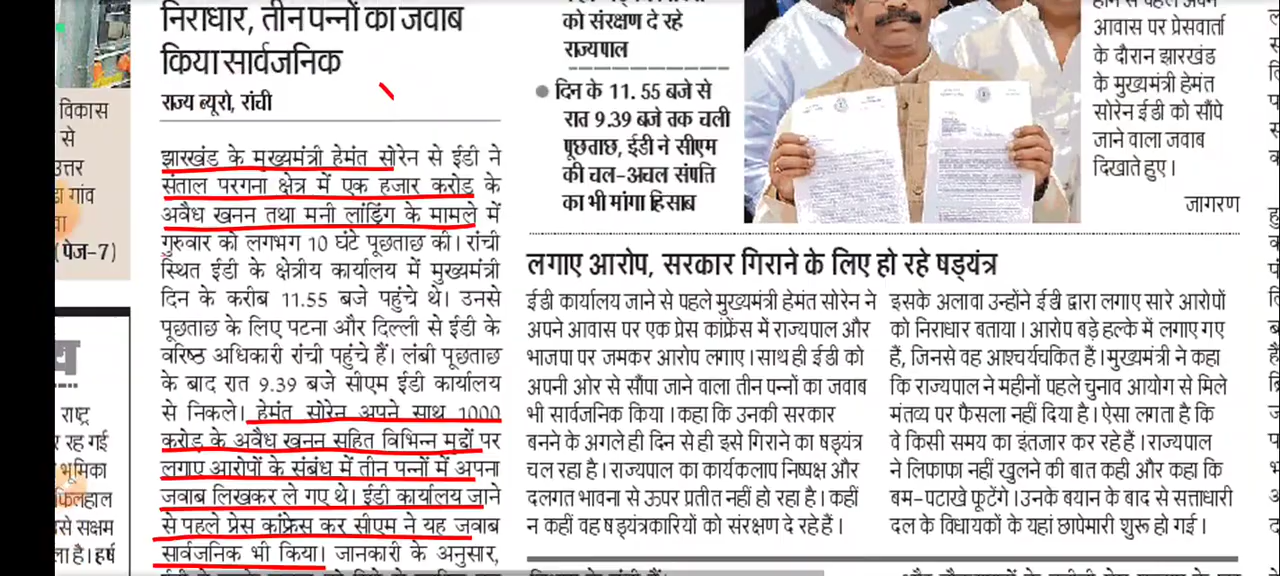 निराधार, तीन पन्नों का जवाब
किया सार्वजनिक
राज्य ब्यूरो, रांची
झारखंड के मुख्यमंत्री हेमंत सोरेन से ईडी ने
संताल परगना क्षेत्र में एक हजार करोड़ के
अवैध खनन तथा मनी लांड्रिंग के मामले में
गुरुवार को लगभग 10 घंटे पूछताछ की। रांची
स्थित ईडी के क्षेत्रीय कार्यालय में मुख्यमंत्री
दिन के करीब 11.55 बजे पहुंचे थे। उनसे
पूछताछ के लिए पटना और दिल्ली से ईडी के
वरिष्ठ अधिकारी रांची पहुंचे हैं। लंबी पूछताछ
के बाद रात 9.39 बजे सीएम ईडी कार्यालय
से निकले। हेमंत सोरेन अपने साथ 1000
करोड़ के अवैध खनन सहित विभिन्न मुद्दों पर
लगाए आरोपों के संबंध में तीन पन्नों में अपना
जवाब लिखकर ले गए थे। ईडी कार्यालय जाने
से पहले प्रेस कांफ्रेंस कर सीएम ने यह जवाब
सार्वजनिक भी किया। जानकारी के अनुसार,
को संरक्षण दे रहे
राज्यपाल
दिन के 11. 55 बजे से
रात 9.39 बजे तक चली
पूछताछ, ईडी ने सीएम
की चल-अचल संपत्ति
का भी मांगा हिसाब
आवास पर प्रेसवार्ता
के दौरान झारखंड
के मुख्यमंत्री हेमंत
सोरेन ईडी को सौंपे
जाने वाला जवाब
दिखाते हुए।
जागरण
लगाए आरोप, सरकार गिराने के लिए हो रहे षड्यंत्र
ईडी कार्यालय जाने से पहले मुख्यमंत्री हेमंत सोरेन ने
अपने आवास पर एक प्रेस कांफ्रेंस में राज्यपाल और
भाजपा पर जमकर आरोप लगाए। साथ ही ईडी को
अपनी ओर से सौंपा जाने वाला तीन पन्नों का जवाब
भी सार्वजनिक किया। कहा कि उनकी सरकार
बनने के अगले ही दिन से ही इसे गिराने का षड्यंत्र
चल रहा है। राज्यपाल का कार्यकलाप निष्पक्ष और
दलगत भावना से ऊपर प्रतीत नहीं हो रहा है। कहीं
न कहीं वह षड्यंत्रकारियों को संरक्षण दे रहे हैं।
इसके अलावा उन्होंने ईडी द्वारा लगाए सारे आरोपों
को निराधार बताया। आरोप बड़े हल्के में लगाए गए
हैं, जिनसे वह आश्चर्यचकित हैं। मुख्यमंत्री ने कहा
कि राज्यपाल ने महीनों पहले चुनाव आयोग से मिले
मंतव्य पर फैसला नहीं दिया है। ऐसा लगता है कि
वे किसी समय का इंतजार कर रहे हैं। राज्यपाल
ने लिफाफा नहीं खुलने की बात कही और कहा कि
बम-पटाखे फूटेंगे। उनके बयान के बाद से सत्ताधारी
दल के विधायकों के यहां छापेमारी शुरू हो गई।
विकास
से
उत्तर
गांव
(पेज-7)
राष्ट्र
रह गई
भूमिका
फिलहाल
से सक्षम
ला है। हर्ष